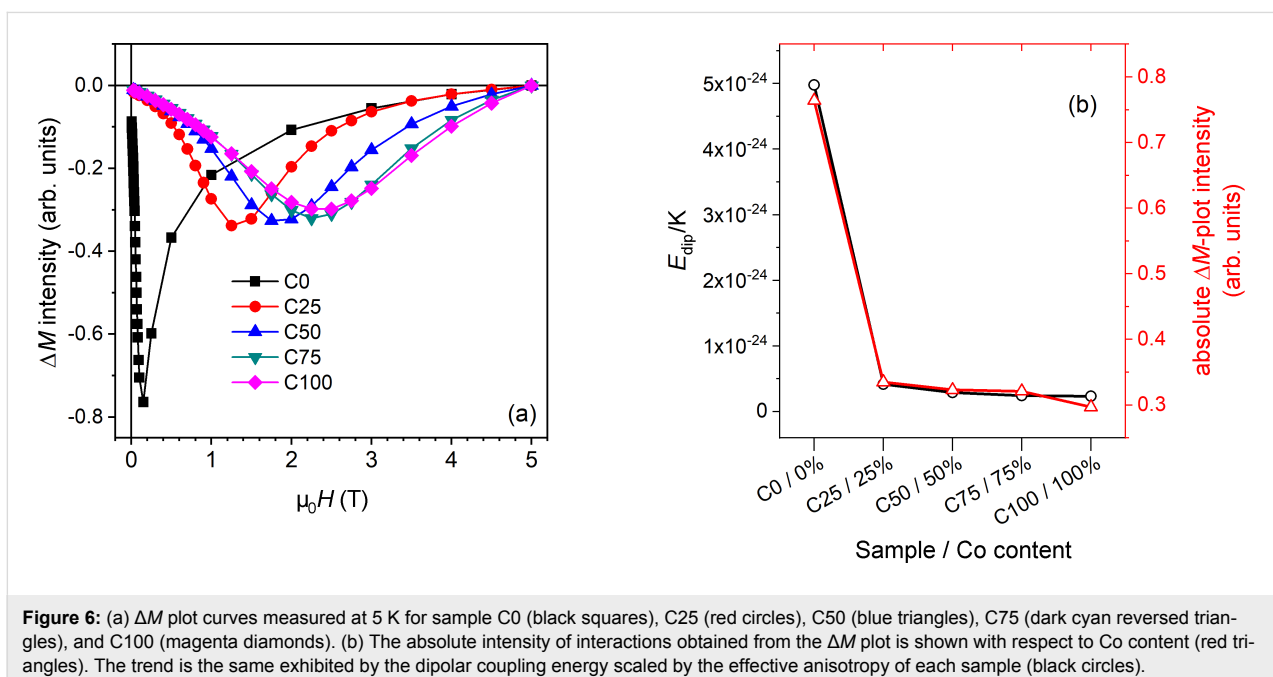 0.0
-0.2
-0.4
-0.6
-0.8
ΔM intensity (arb. units)
C0
C25
C50
C75
C100
(a)
0 1 2 3 4 5
μ₀H (T)
(b)
5x10⁻²⁴
4x10⁻²⁴
3x10⁻²⁴
2x10⁻²⁴
1x10⁻²⁴
0
E_dip/K
0.8
0.7
0.6
0.5
0.4
0.3
absolute ΔM-plot intensity
(arb. units)
C0 / 0%
C25 / 25%
C50 / 50%
C75 / 75%
C100 / 100%
Sample / Co content
Figure 6: (a) ΔM plot curves measured at 5 K for sample C0 (black squares), C25 (red circles), C50 (blue triangles), C75 (dark cyan reversed trian-
gles), and C100 (magenta diamonds). (b) The absolute intensity of interactions obtained from the ΔM plot is shown with respect to Co content (red tri-
angles). The trend is the same exhibited by the dipolar coupling energy scaled by the effective anisotropy of each sample (black circles).